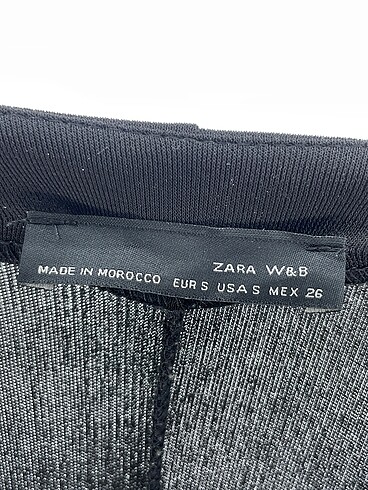 ZARA W&B
MADE IN MOROCCO EUR S USA S MEX 26